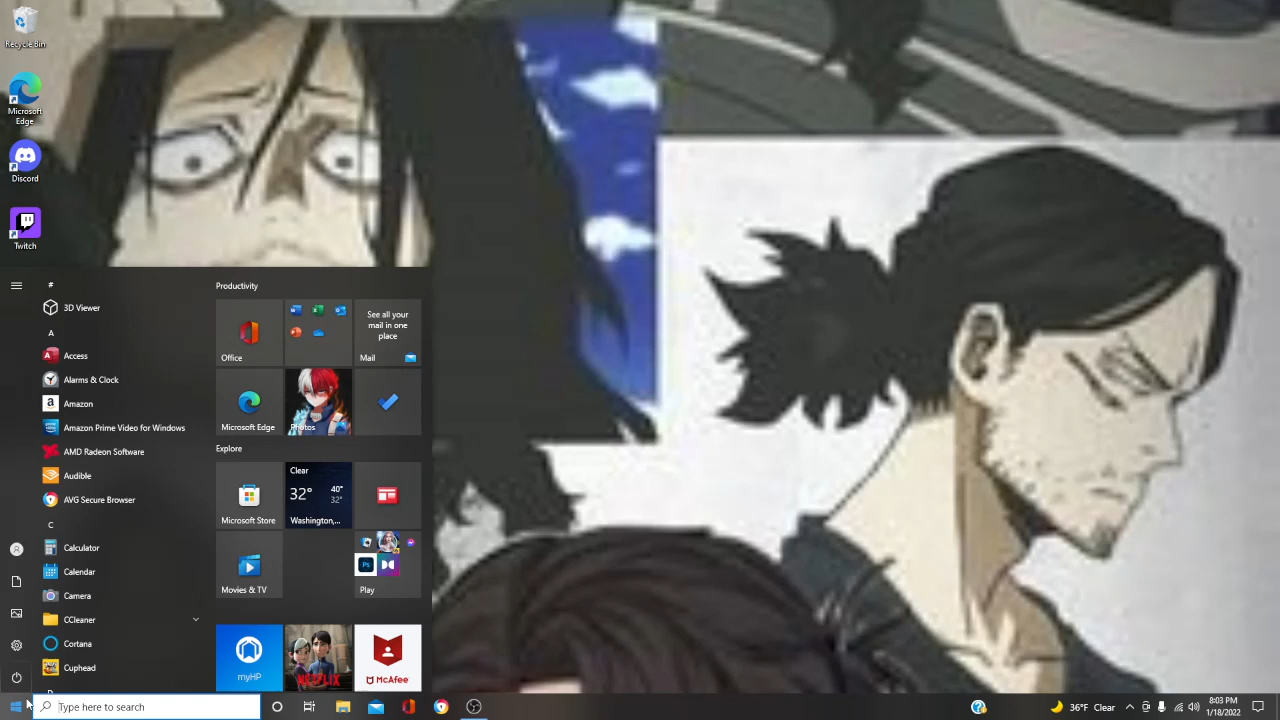 Recycle Bin
Microsoft
Edge
Discord
Twitch
#
3D Viewer
A
Access
Alarms & Clock
Amazon
Amazon Prime Video for Windows
AMD Radeon Software
Audible
AVG Secure Browser
C
Calculator
Calendar
Camera
CCleaner
Cortana
Cuphead
Productivity
Office
See all your
mail in one
place
Mail
Microsoft Edge
Photos
Explore
Microsoft Store
Clear
32°
40°
32°
Washington,...
Movies & TV
Ps
Play
myHP
NETFLIX
McAfee
Type here to search
36°F Clear
8:03 PM
1/18/2022